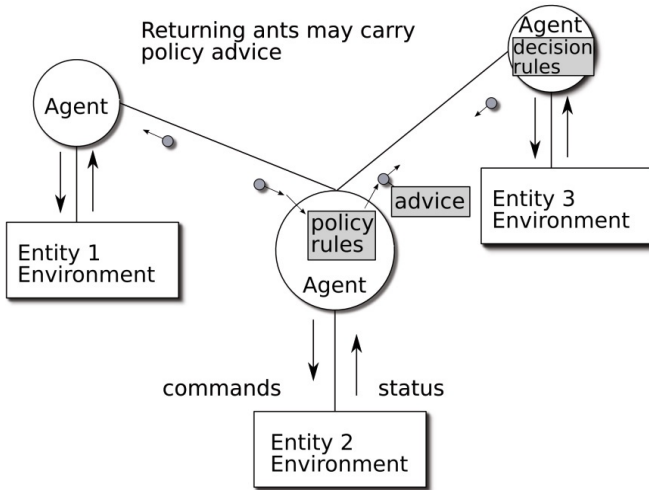 Returning ants may carry
policy advice
Agent
decision
rules
Agent
advice
policy
rules
Agent
Entity 1
Environment
Entity 3
Environment
commands
status
Entity 2
Environment